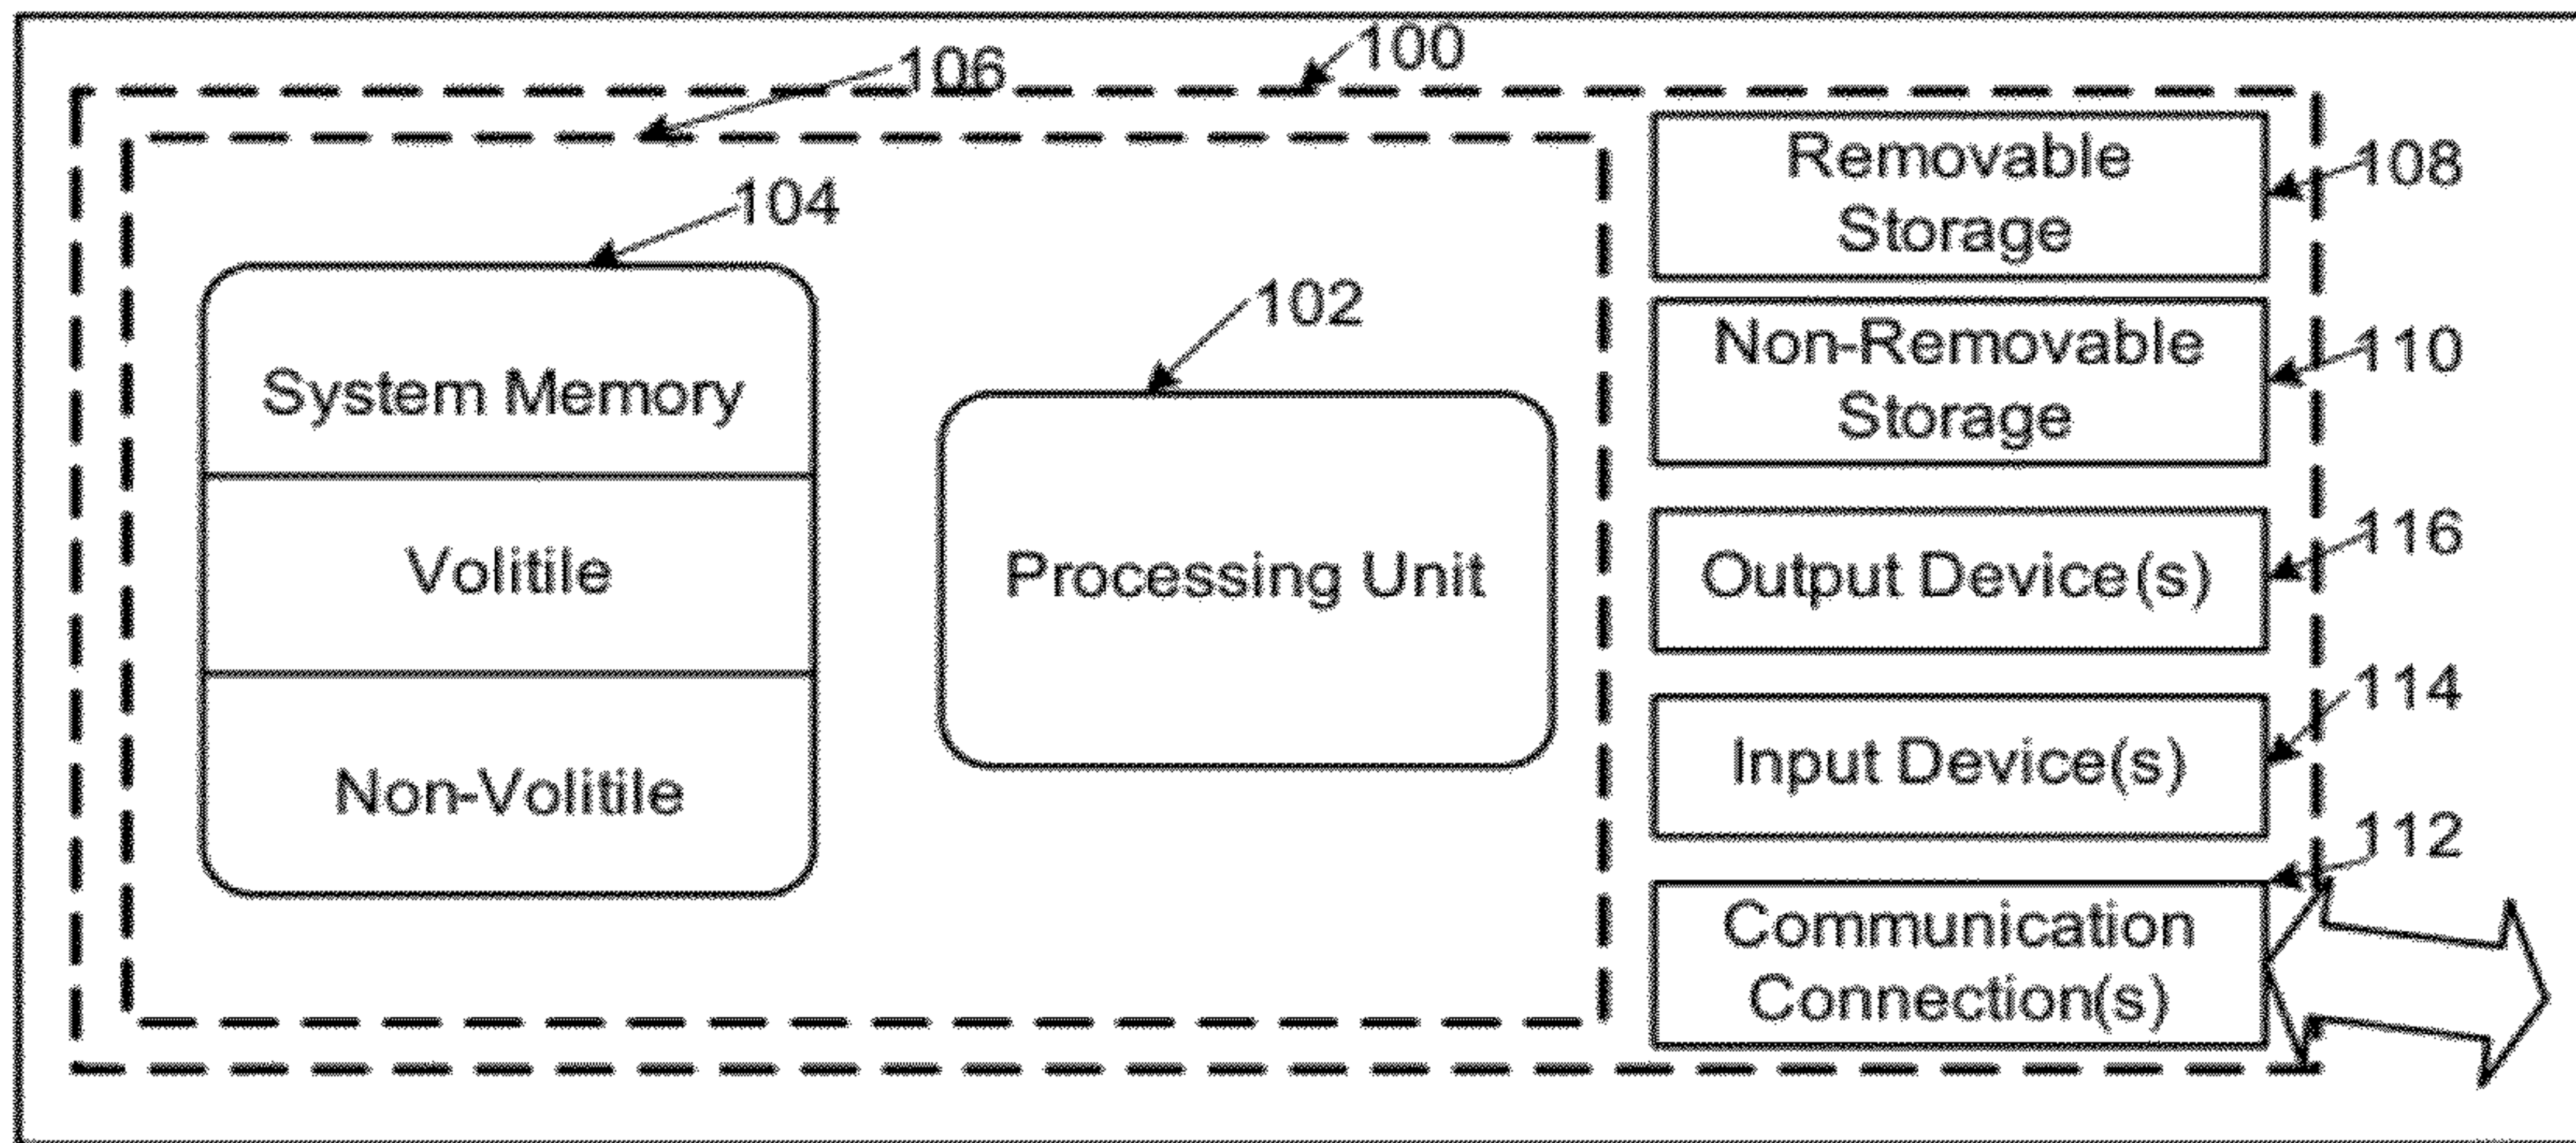 100
106
Removable
Storage
108
104
102
Non-Removable
Storage
110
System Memory
Volitile
Non-Volitile
Processing Unit
Output Device(s)
116
Input Device(s)
114
112
Communication
Connection(s)